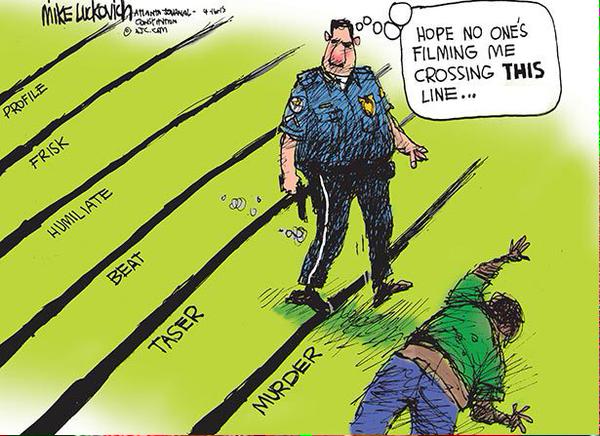 MIKE LUCKOVICH
ATLANTA-JOURNAL-
CONSTITUTION
© AJC.COM
HOPE NO ONE'S
FILMING ME
CROSSING THIS
LINE...
PROFILE
FRISK
HUMILIATE
BEAT
TASER
MURDER